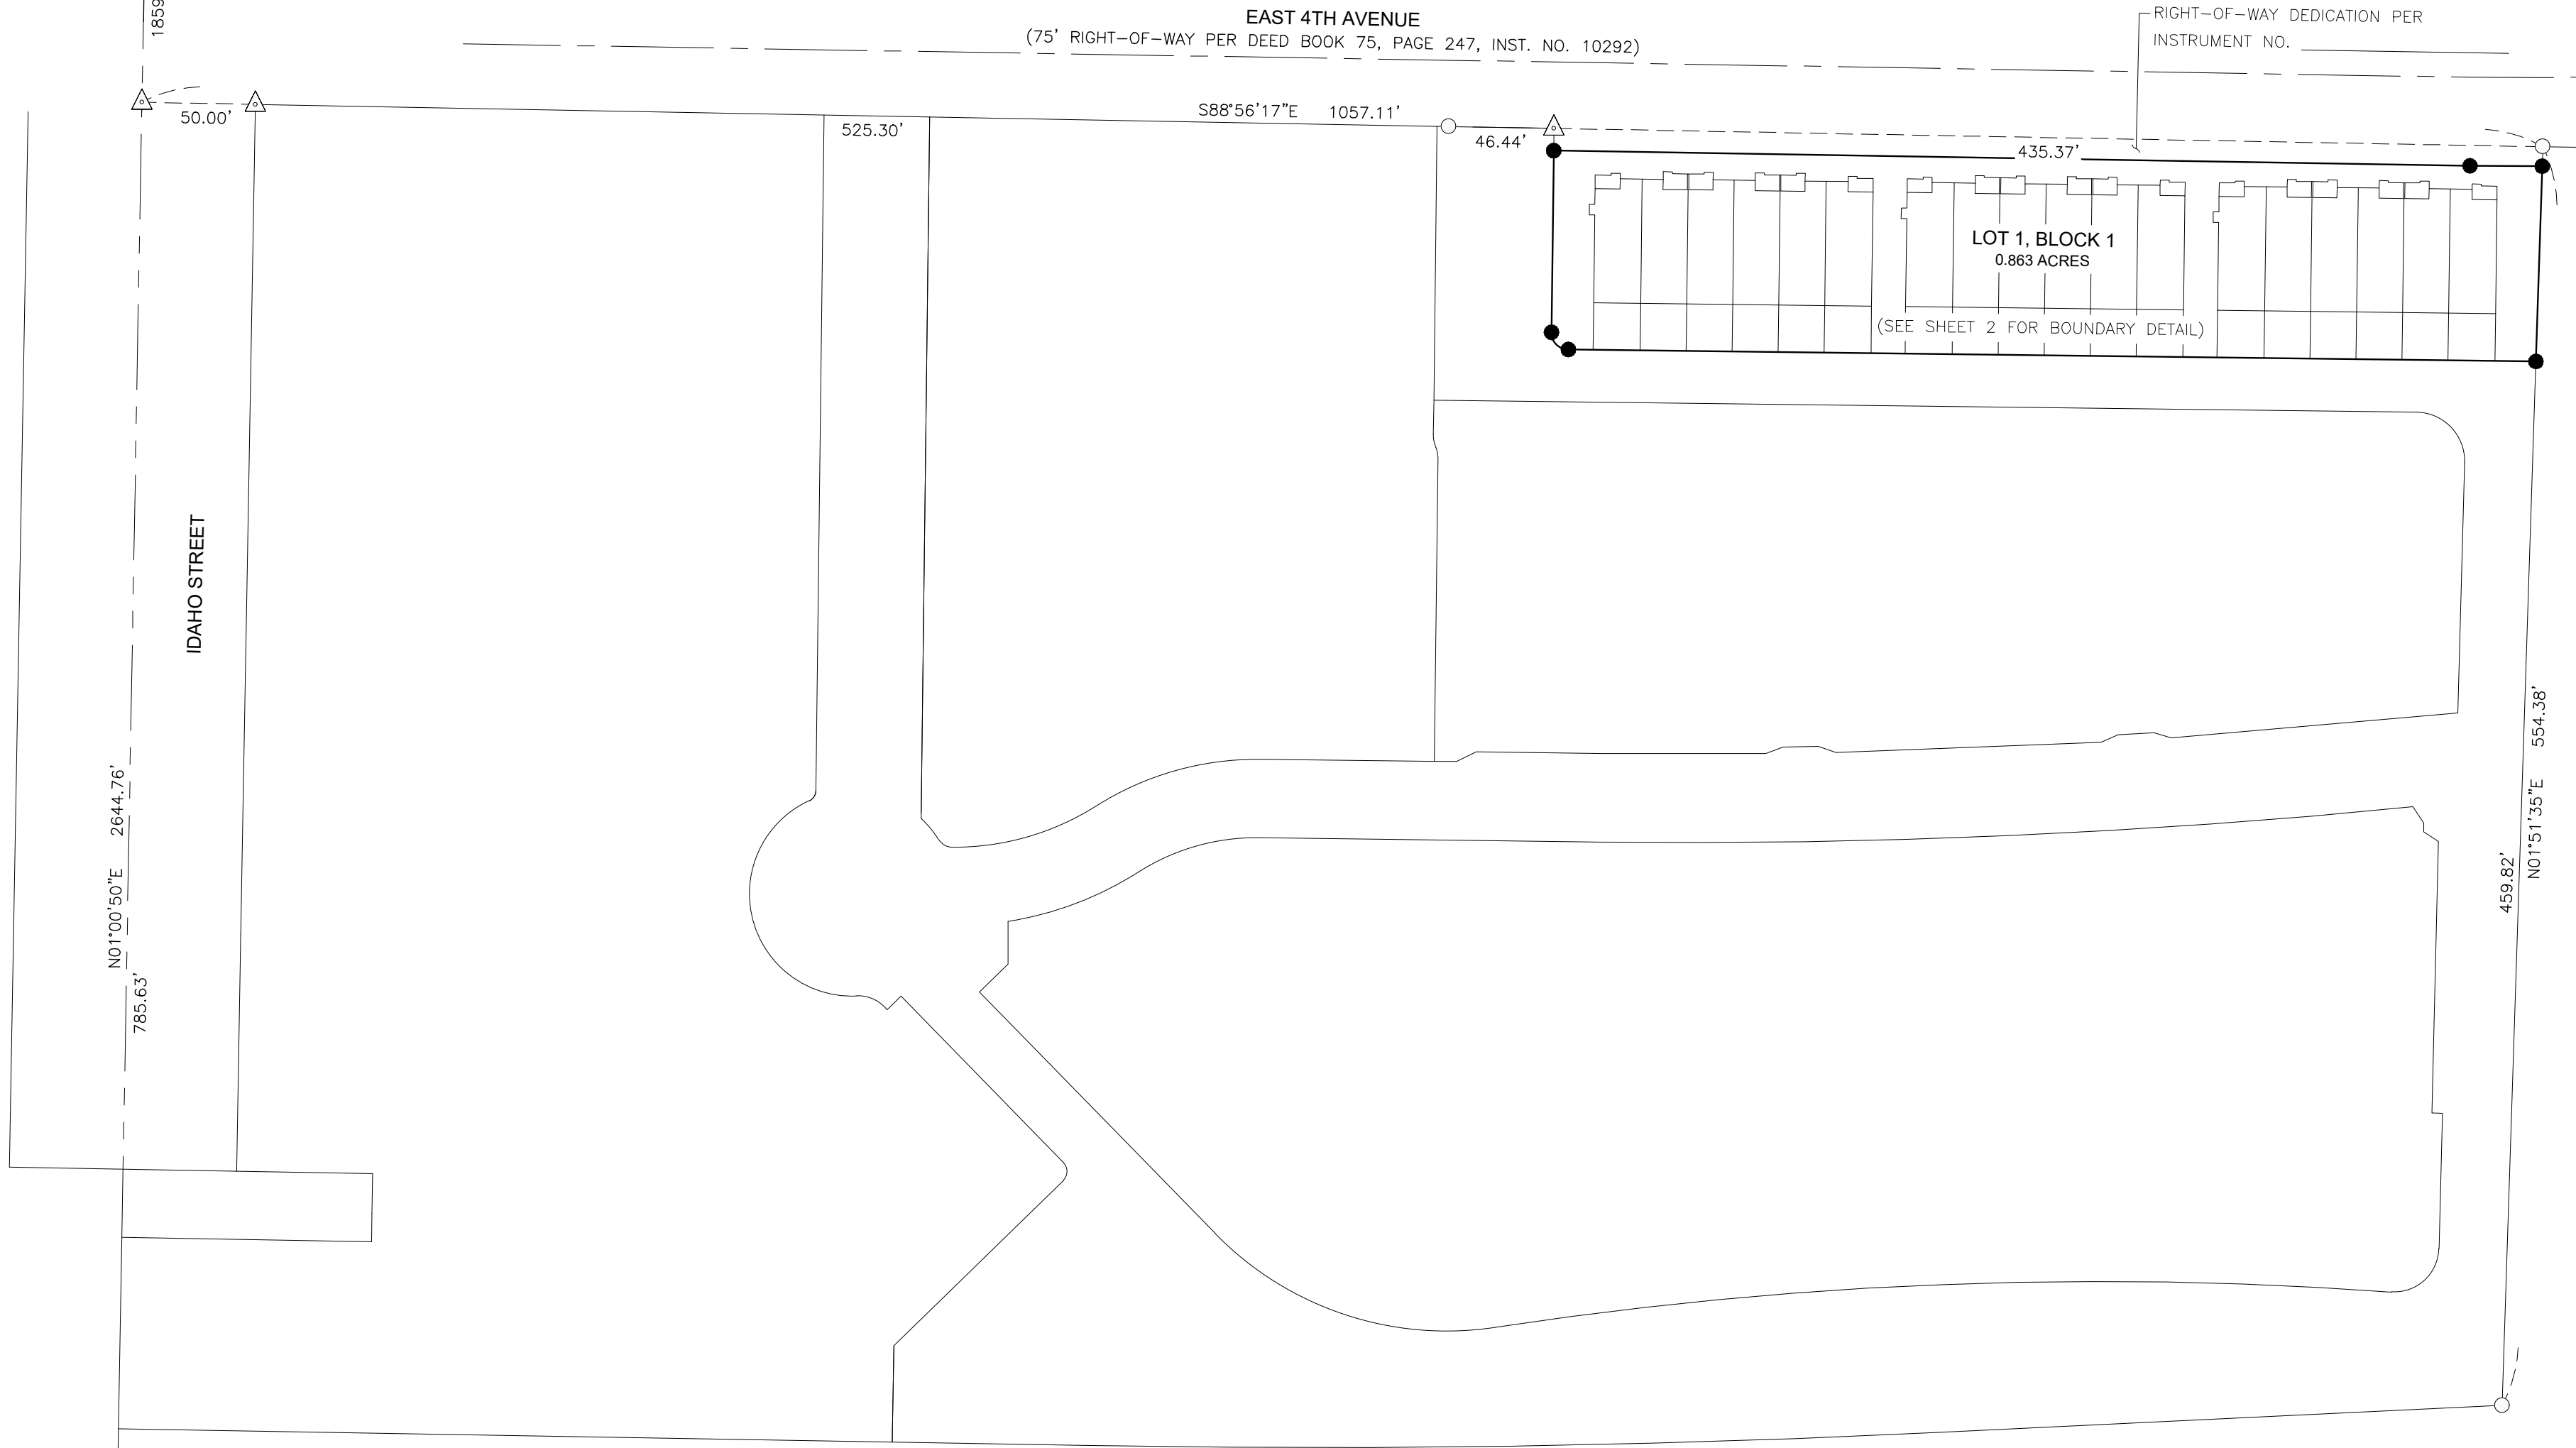 1859
EAST 4TH AVENUE
(75' RIGHT-OF-WAY PER DEED BOOK 75, PAGE 247, INST. NO. 10292)
RIGHT-OF-WAY DEDICATION PER
INSTRUMENT NO.
50.00'
525.30'
S88°56'17"E 1057.11'
46.44'
435.37'
LOT 1, BLOCK 1
0.863 ACRES
(SEE SHEET 2 FOR BOUNDARY DETAIL)
IDAHO STREET
N01°00'50"E 2644.76'
785.63'
459.82'
N01°51'35"E 554.38'